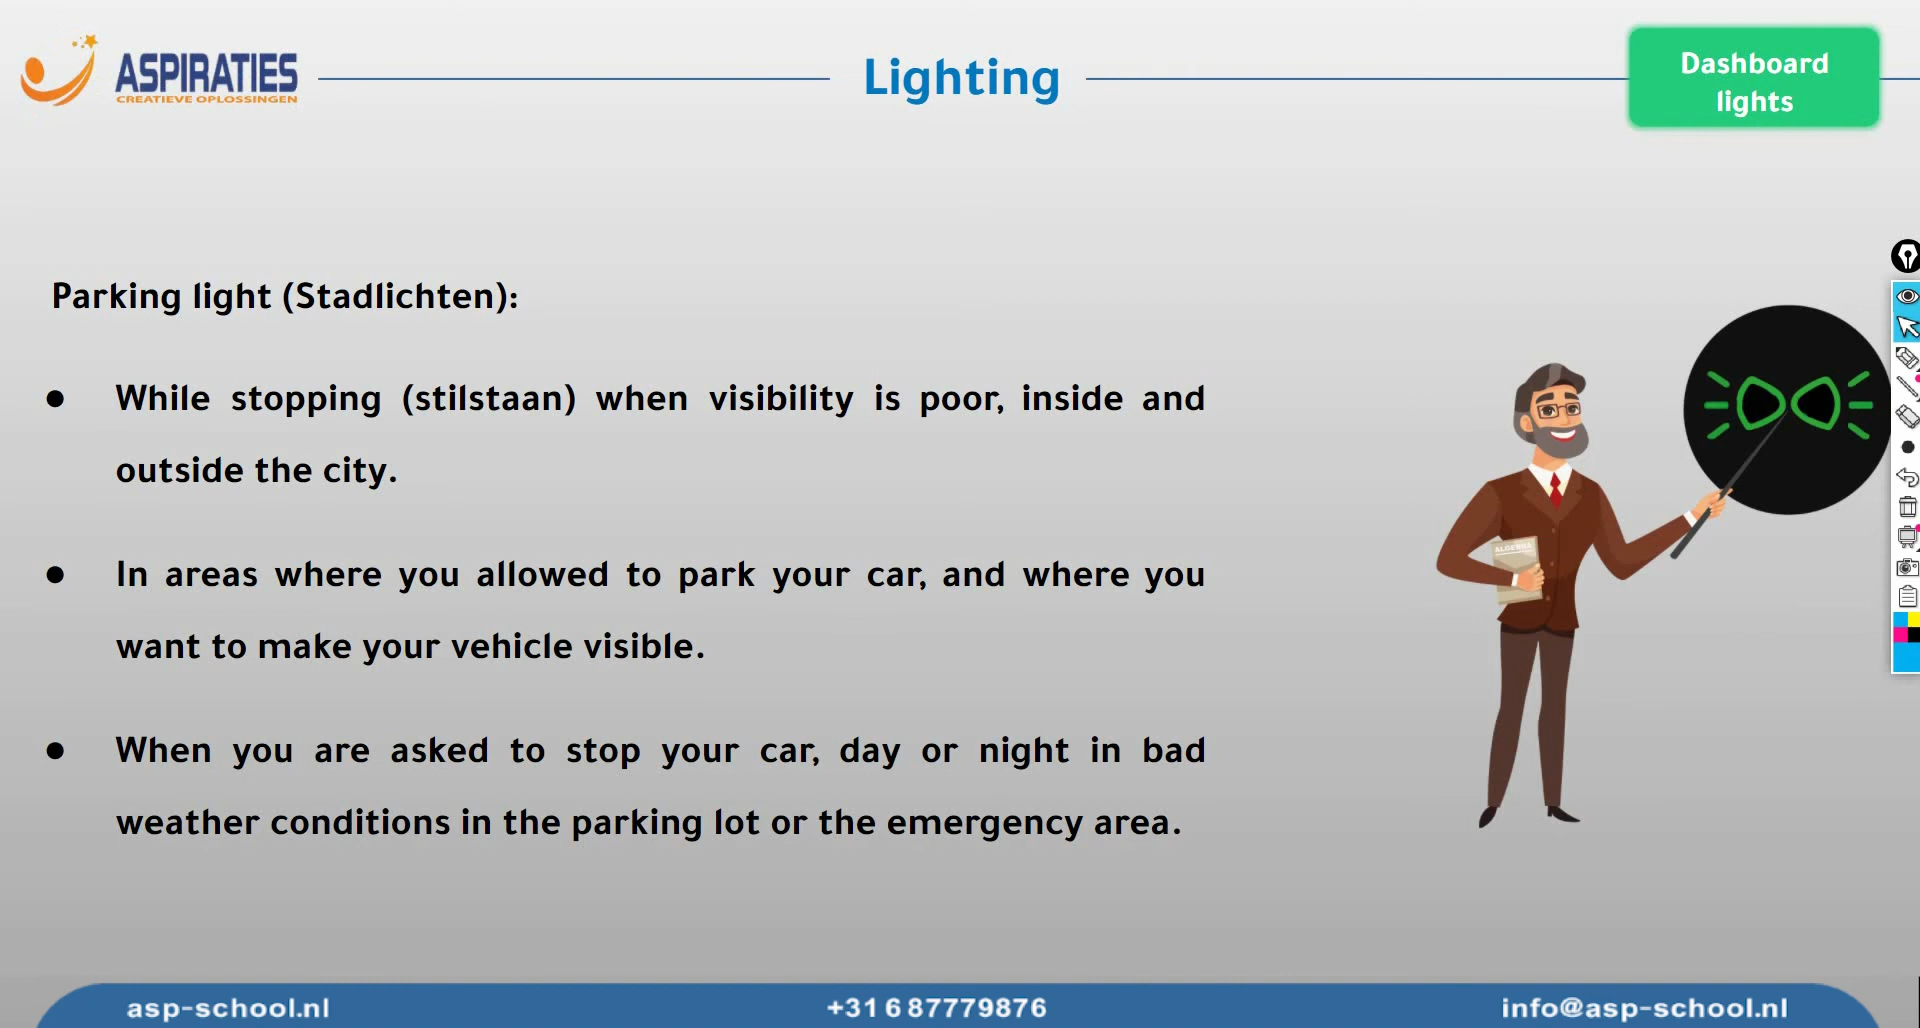 ASPIRATIES
CREATIEVE OPLOSSINGEN
Lighting
Dashboard
lights
Parking light (Stadlichten):
● While stopping (stilstaan) when visibility is poor, inside and
outside the city.
● In areas where you allowed to park your car, and where you
want to make your vehicle visible.
● When you are asked to stop your car, day or night in bad
weather conditions in the parking lot or the emergency area.
ALGEBRA
asp-school.nl
+31 6 87779876
info@asp-school.nl